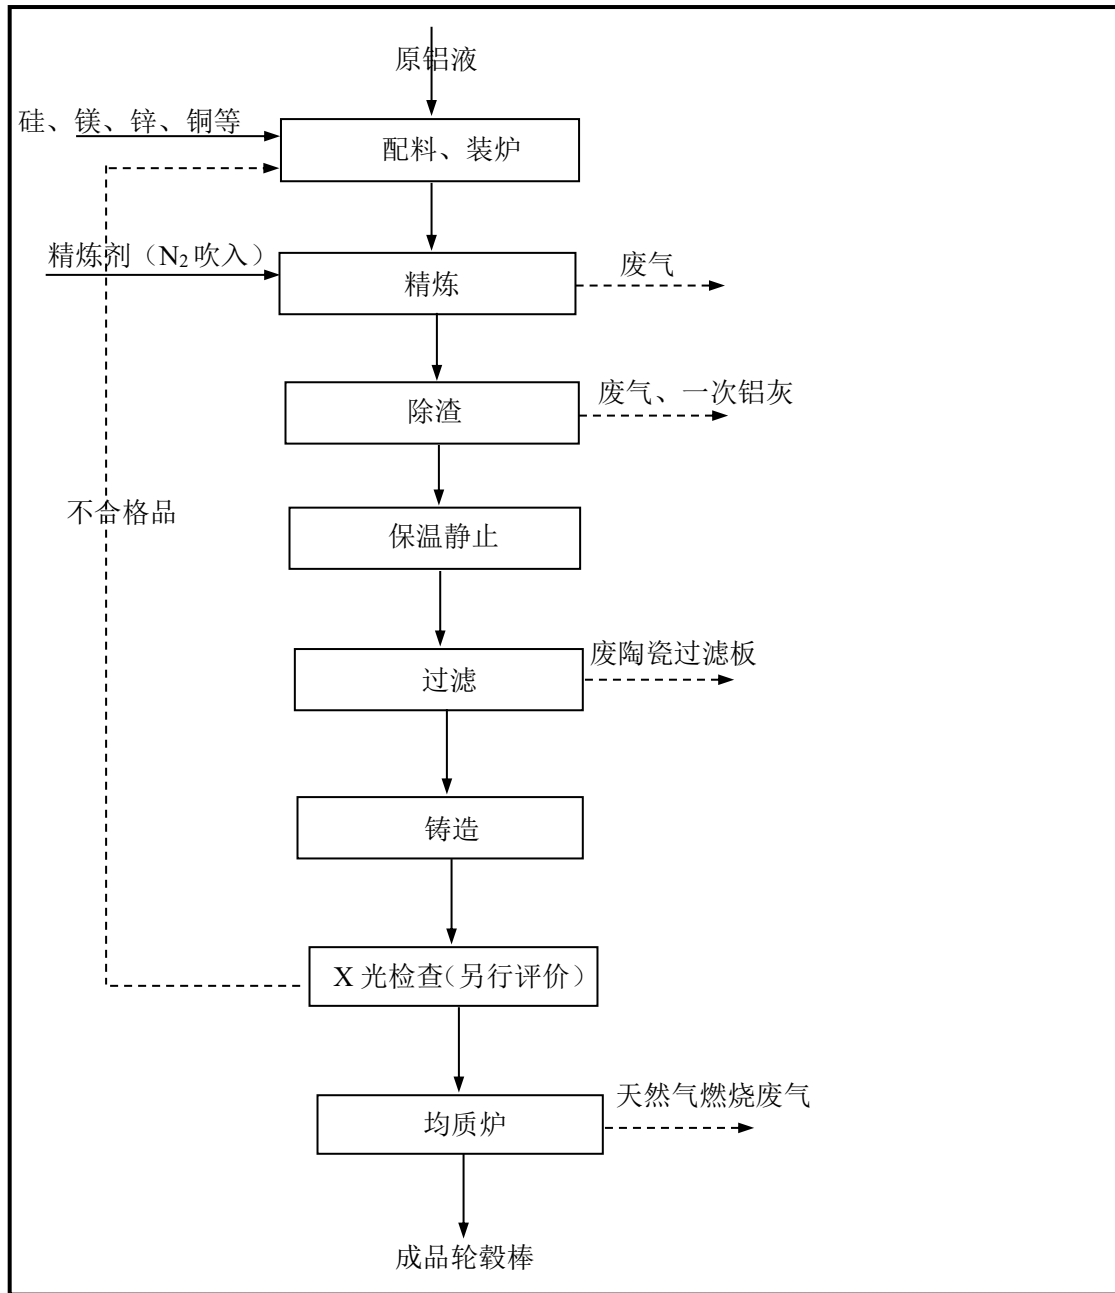 原铝液
硅、镁、锌、铜等
配料、装炉
精炼剂（N₂吹入）
废气
精炼
废气、一次铝灰
除渣
不合格品
保温静止
废陶瓷过滤板
过滤
铸造
X 光检查（另行评价）
天然气燃烧废气
均质炉
成品轮毂棒